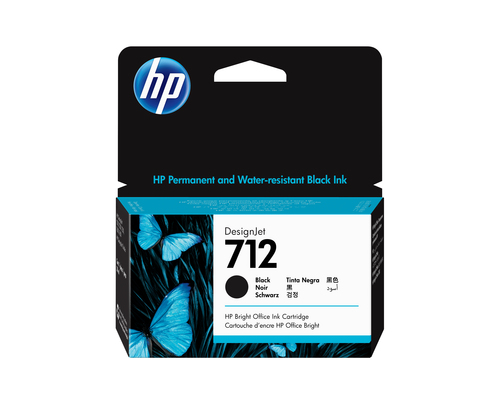 hp
HP Permanent and Water-resistant Black Ink
DesignJet
712
Black Tinta Negra 黑色
Noir 黒 أسود
Schwarz 검정
HP Bright Office Ink Cartridge
Cartouche d'encre HP Office Bright